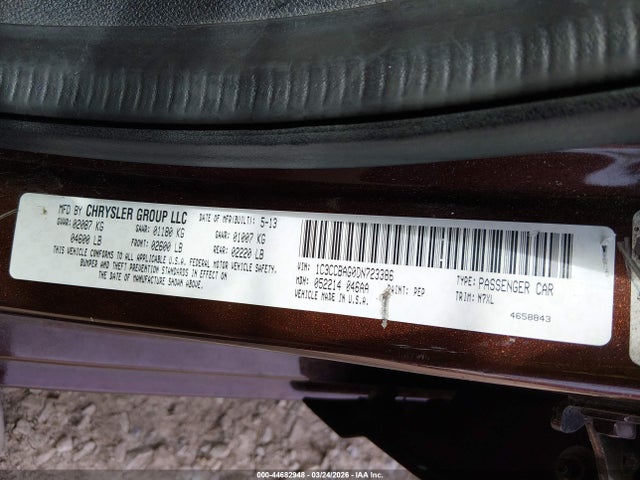 MFD BY CHRYSLER GROUP LLC DATE OF MFR(BUILT): 5-13
GVWR: 02087 KG GAWR: 01180 KG GAWR: 01007 KG
04600 LB FRONT: 02600 LB REAR: 02220 LB
THIS VEHICLE CONFORMS TO ALL APPLICABLE U.S.A. FEDERAL MOTOR VEHICLE SAFETY,
BUMPER AND THEFT PREVENTION STANDARDS IN EFFECT ON THE
DATE OF MANUFACTURE SHOWN ABOVE.
VIN: 1C3CCBAG0DN723386 TYPE: PASSENGER CAR
MDH: 052214 046AA PAINT: PEP TRIM: N7XL
VEHICLE MADE IN U.S.A.
4658843
000-44682948 - 03/24/2026 - IAA Inc.